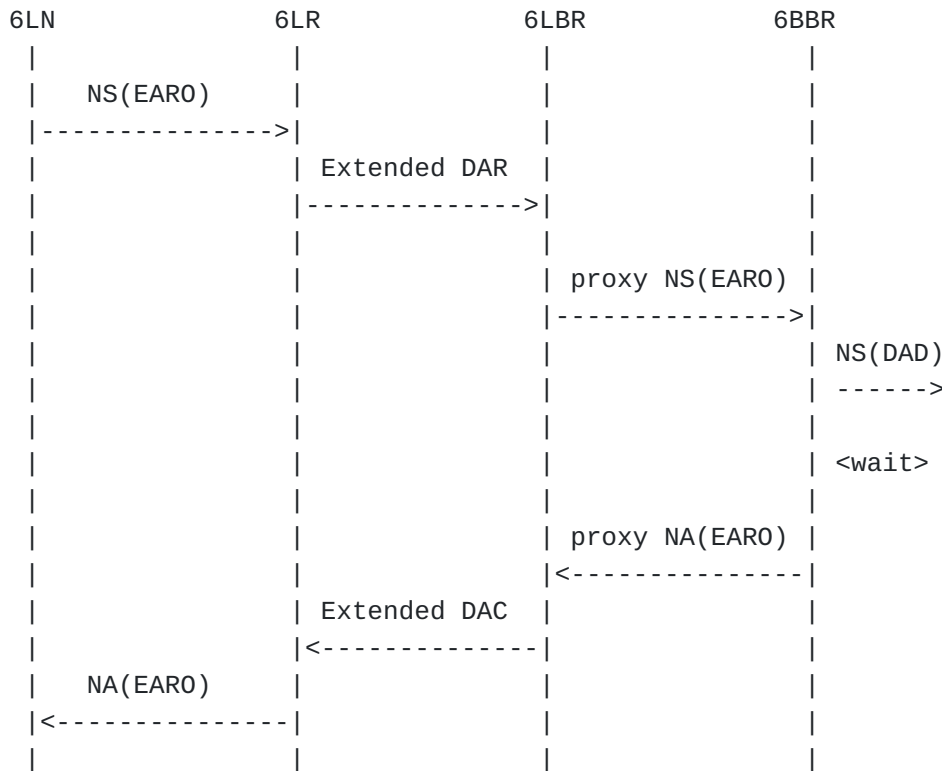 6LN 6LR 6LBR 6BBR
NS(EARO)
Extended DAR
proxy NS(EARO)
NS(DAD)
<wait>
proxy NA(EARO)
Extended DAC
NA(EARO)